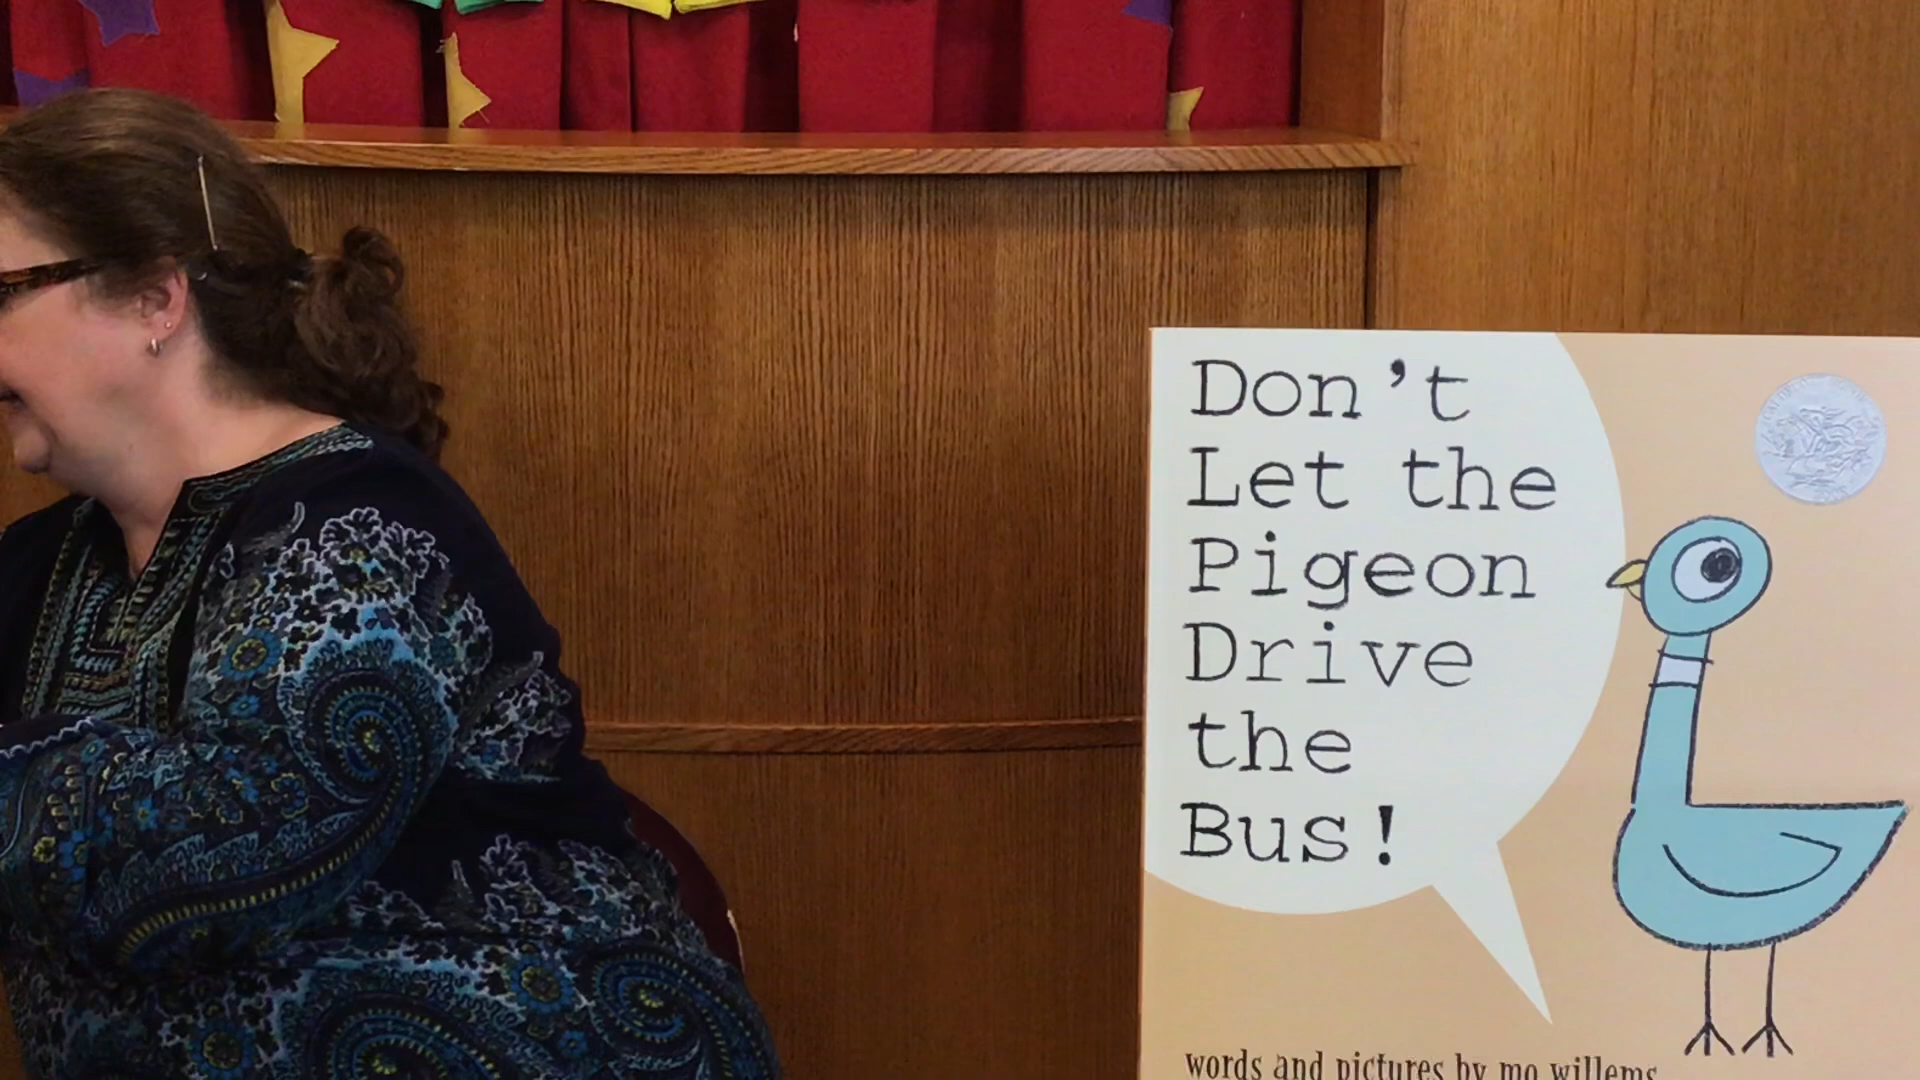 Don't
Let the
Pigeon
Drive
the
Bus!
words and pictures by mo willems